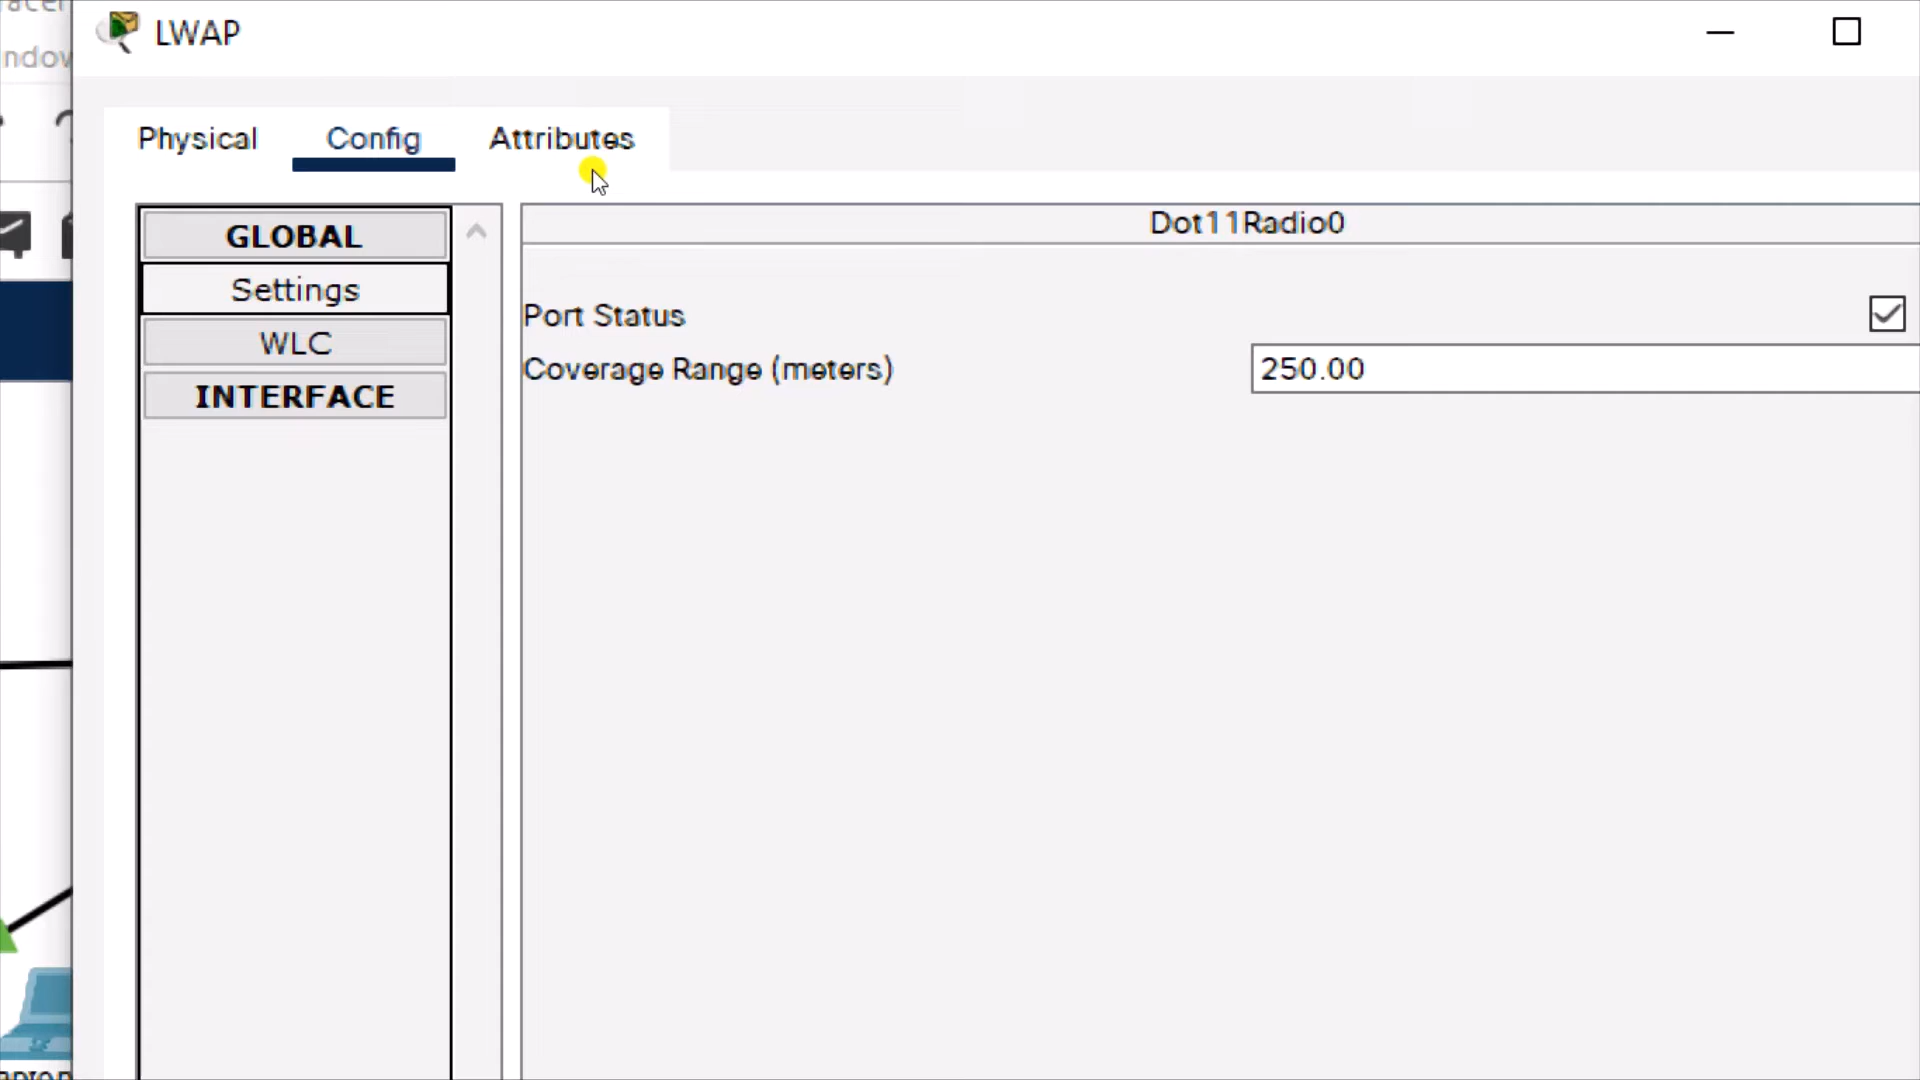 LWAP
Physical
Config
Attributes
GLOBAL
Settings
WLC
INTERFACE
Dot11Radio0
Port Status
Coverage Range (meters)
250.00